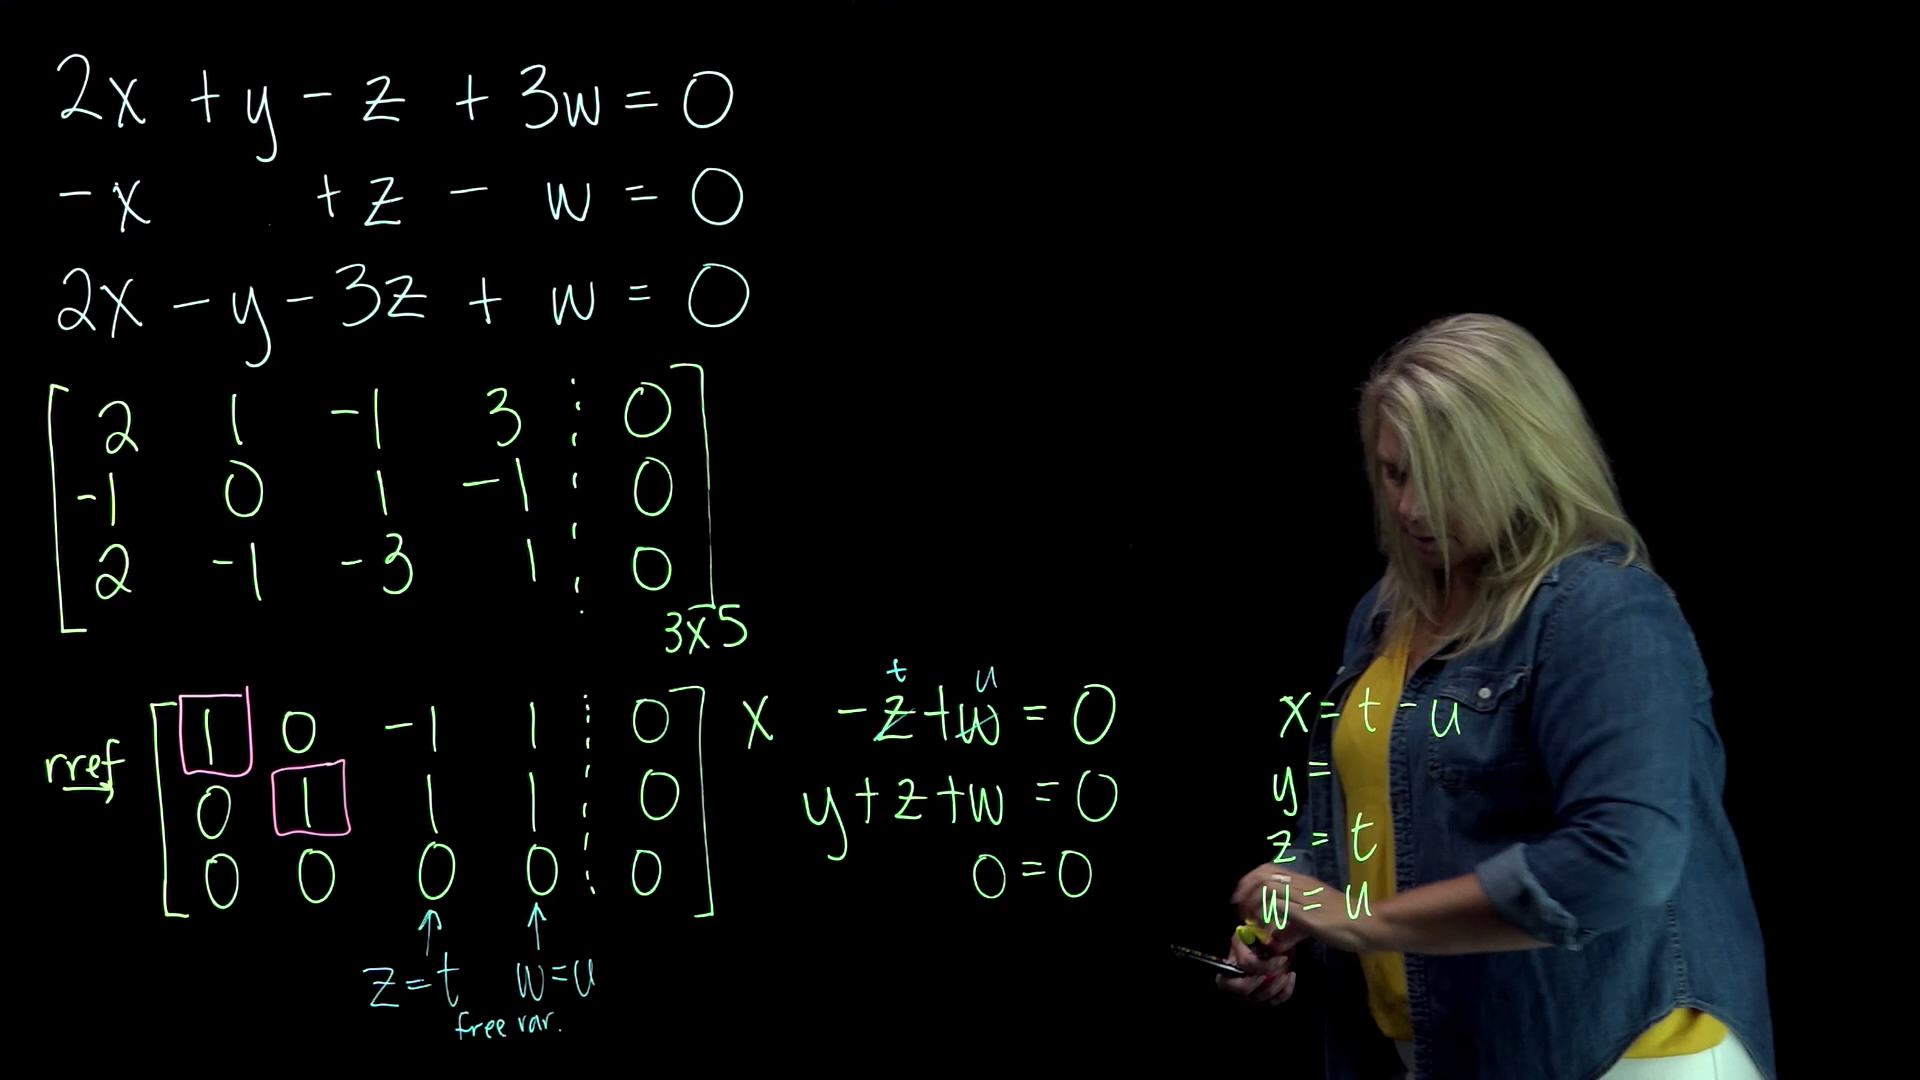 2x + y - z + 3w = 0
-x + z - w = 0
2x - y - 3z + w = 0
2 1 -1 3 0
-1 0 1 -1 0
2 -1 -3 1 0
3x5
rref
1 0 -1 1 0
0 1 1 1 0
0 0 0 0 0
z=t w=u
free var.
t u
x -z+w = 0
y+z+w = 0
0=0
x = t - u
y =
z = t
w = u